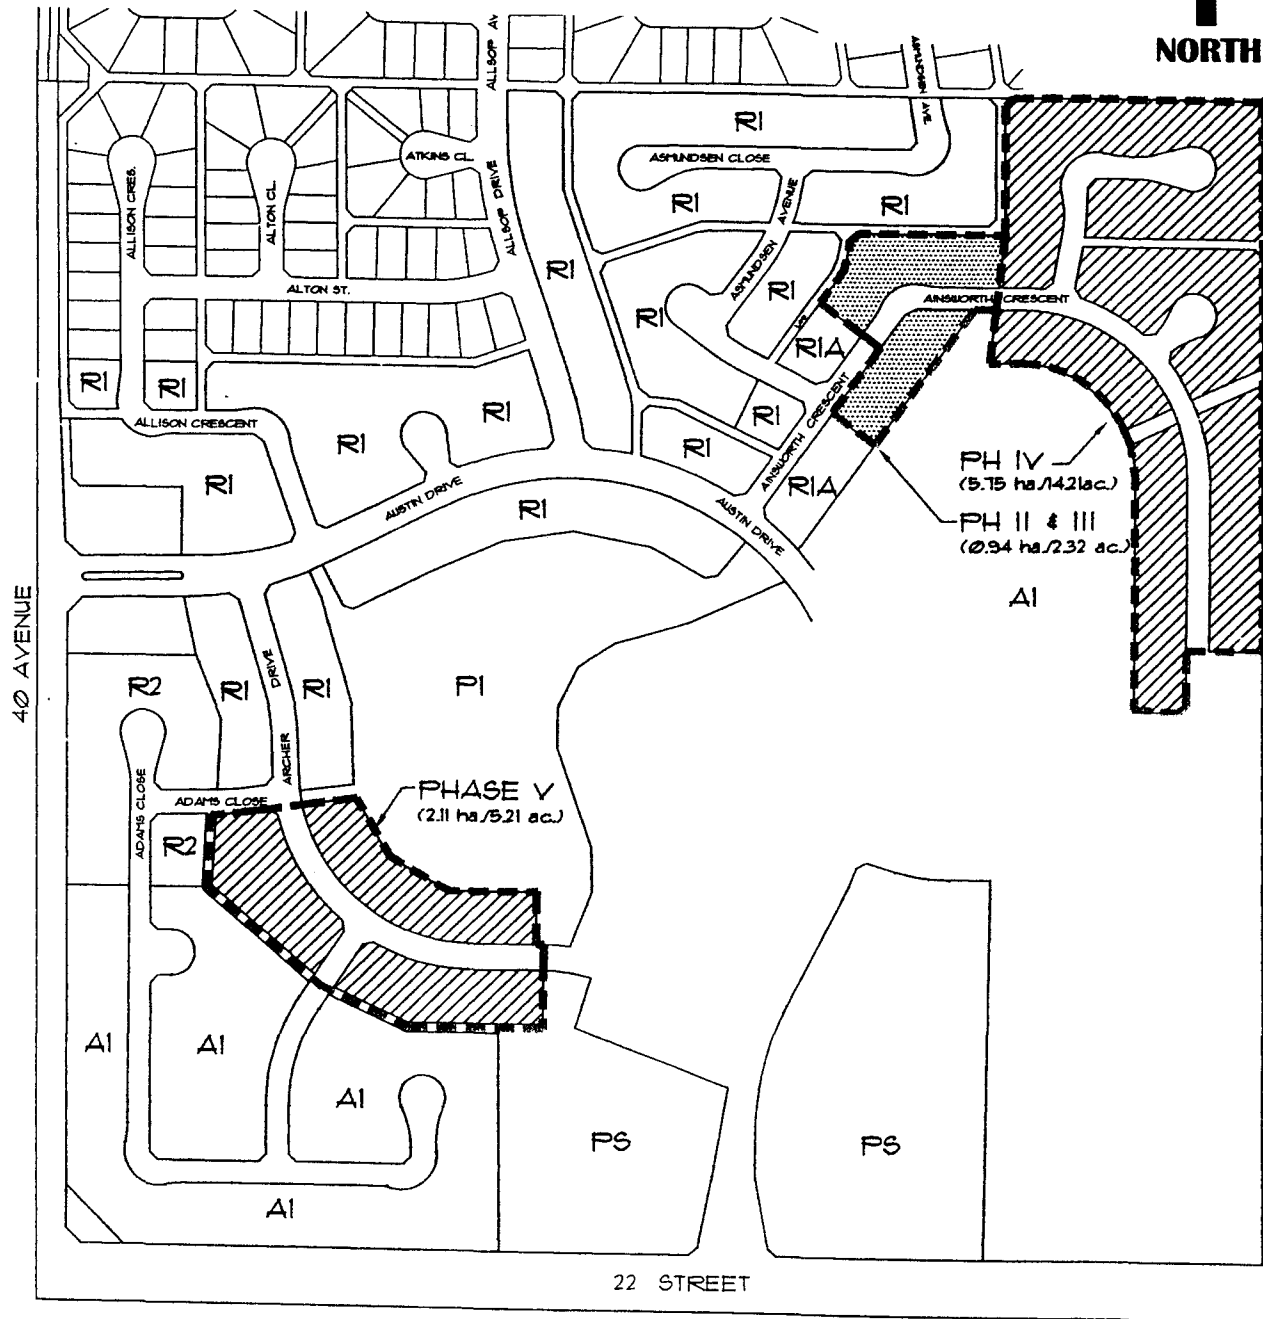 NORTH
ALLSOP AV
ASMUNDSEN AVE
R1
ATKINS CL.
ASMUNDSEN CLOSE
ALLISON CRES.
ALTON CL.
ALLSOP DRIVE
R1
AVENUE
R1
ASMUNDSEN
R1
R1
ALTON ST.
R1
AINSWORTH CRESCENT
R1
R1A
R1
R1
ALLISON CRESCENT
R1
R1
R1
R1
AINSWORTH CRESCENT
R1
R1A
AUSTIN DRIVE
R1
AUSTIN DRIVE
PH IV
(5.75 ha./14.21ac.)
PH II & III
(0.94 ha./2.32 ac.)
A1
40 AVENUE
R2
R1
DRIVE
R1
P1
ARCHER
ADAMS CLOSE
ADAMS CLOSE
PHASE V
(2.11 ha./5.21 ac.)
R2
A1
A1
A1
PS
PS
A1
22 STREET